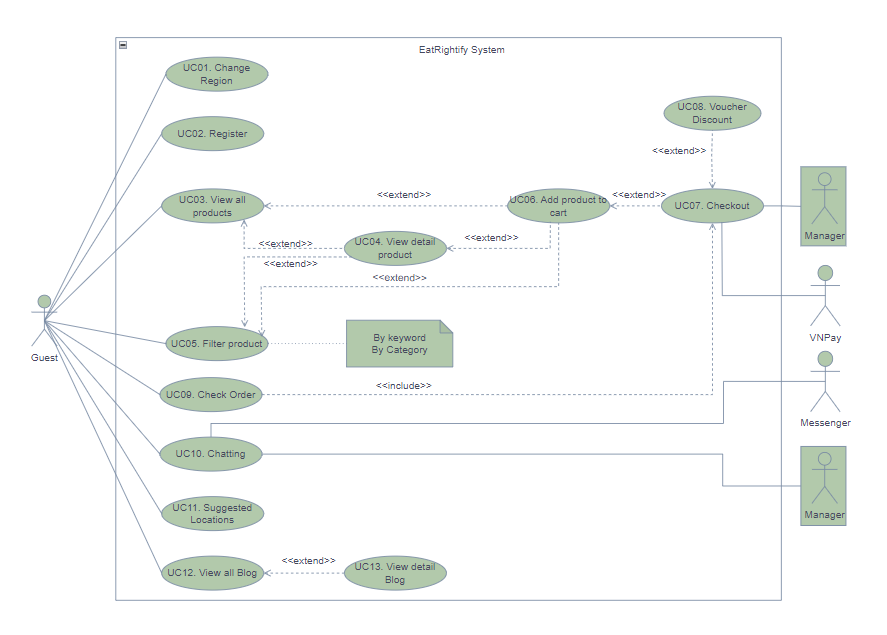 EatRightify System
UC01. Change
Region
UC08. Voucher
Discount
UC02. Register
<<extend>>
UC03. View all
products
<<extend>>
UC06. Add product to
cart
<<extend>>
UC07. Checkout
Manager
<<extend>>
UC04. View detail
product
<<extend>>
<<extend>>
<<extend>>
Guest
UC05. Filter product
By keyword
By Category
VNPay
UC09. Check Order
<<include>>
Messenger
UC10. Chatting
Manager
UC11. Suggested
Locations
UC12. View all Blog
<<extend>>
UC13. View detail
Blog